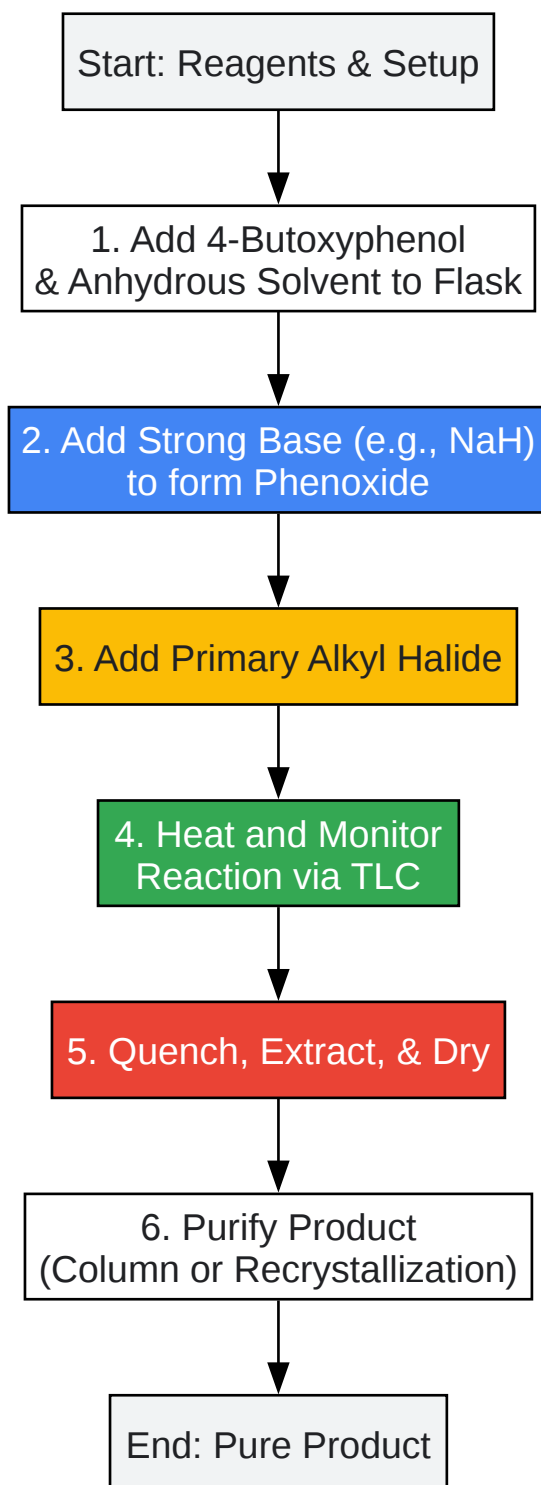 Start: Reagents & Setup
1. Add 4-Butoxyphenol
& Anhydrous Solvent to Flask
2. Add Strong Base (e.g., NaH)
to form Phenoxide
3. Add Primary Alkyl Halide
4. Heat and Monitor
Reaction via TLC
5. Quench, Extract, & Dry
6. Purify Product
(Column or Recrystallization)
End: Pure Product